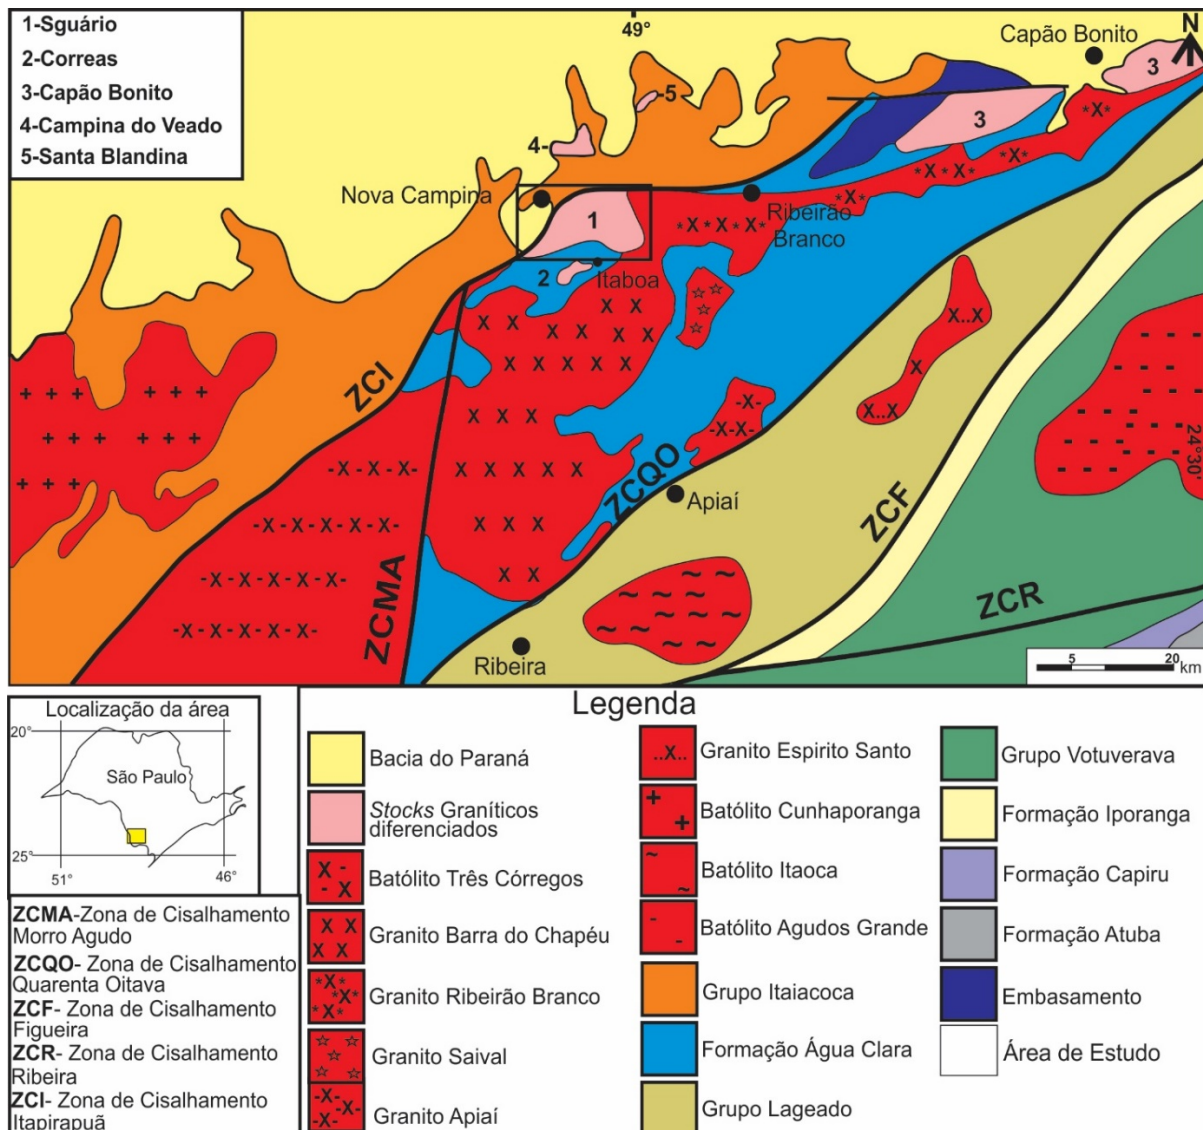 1-Sguário
2-Correas
3-Capão Bonito
4-Campina do Veado
5-Santa Blandina
49°
Capão Bonito
N
3
5
4
3
Nova Campina
1
Ribeirão
Branco
2
Itaboa
ZCI
24°30'
ZCQO
Apiaí
ZCF
ZCMA
ZCR
Ribeira
5 20
km
Localização da área
20°
São Paulo
25°
51° 46°
ZCMA-Zona de Cisalhamento
Morro Agudo
ZCQO- Zona de Cisalhamento
Quarenta Oitava
ZCF- Zona de Cisalhamento
Figueira
ZCR- Zona de Cisalhamento
Ribeira
ZCI- Zona de Cisalhamento
Itapirapuã
Legenda
Bacia do Paraná
Stocks Graníticos
diferenciados
Batólito Três Córregos
Granito Barra do Chapéu
Granito Ribeirão Branco
Granito Saival
Granito Apiaí
Granito Espirito Santo
Batólito Cunhaporanga
Batólito Itaoca
Batólito Agudos Grande
Grupo Itaiacoca
Formação Água Clara
Grupo Lageado
Grupo Votuverava
Formação Iporanga
Formação Capiru
Formação Atuba
Embasamento
Área de Estudo